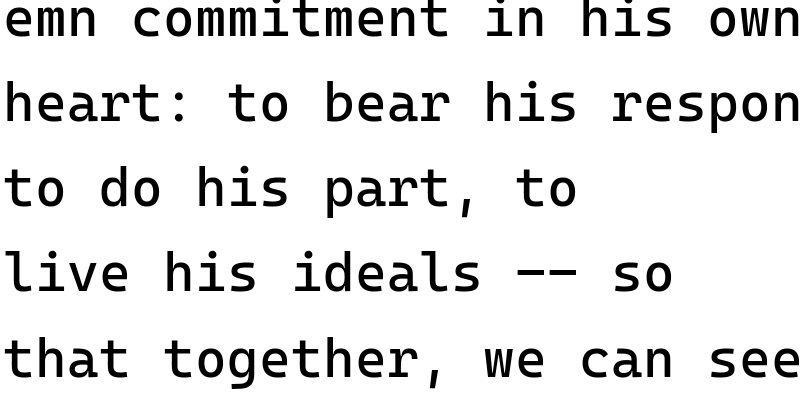 emn commitment in his own
heart: to bear his respon
to do his part, to
live his ideals -- so
that together, we can see